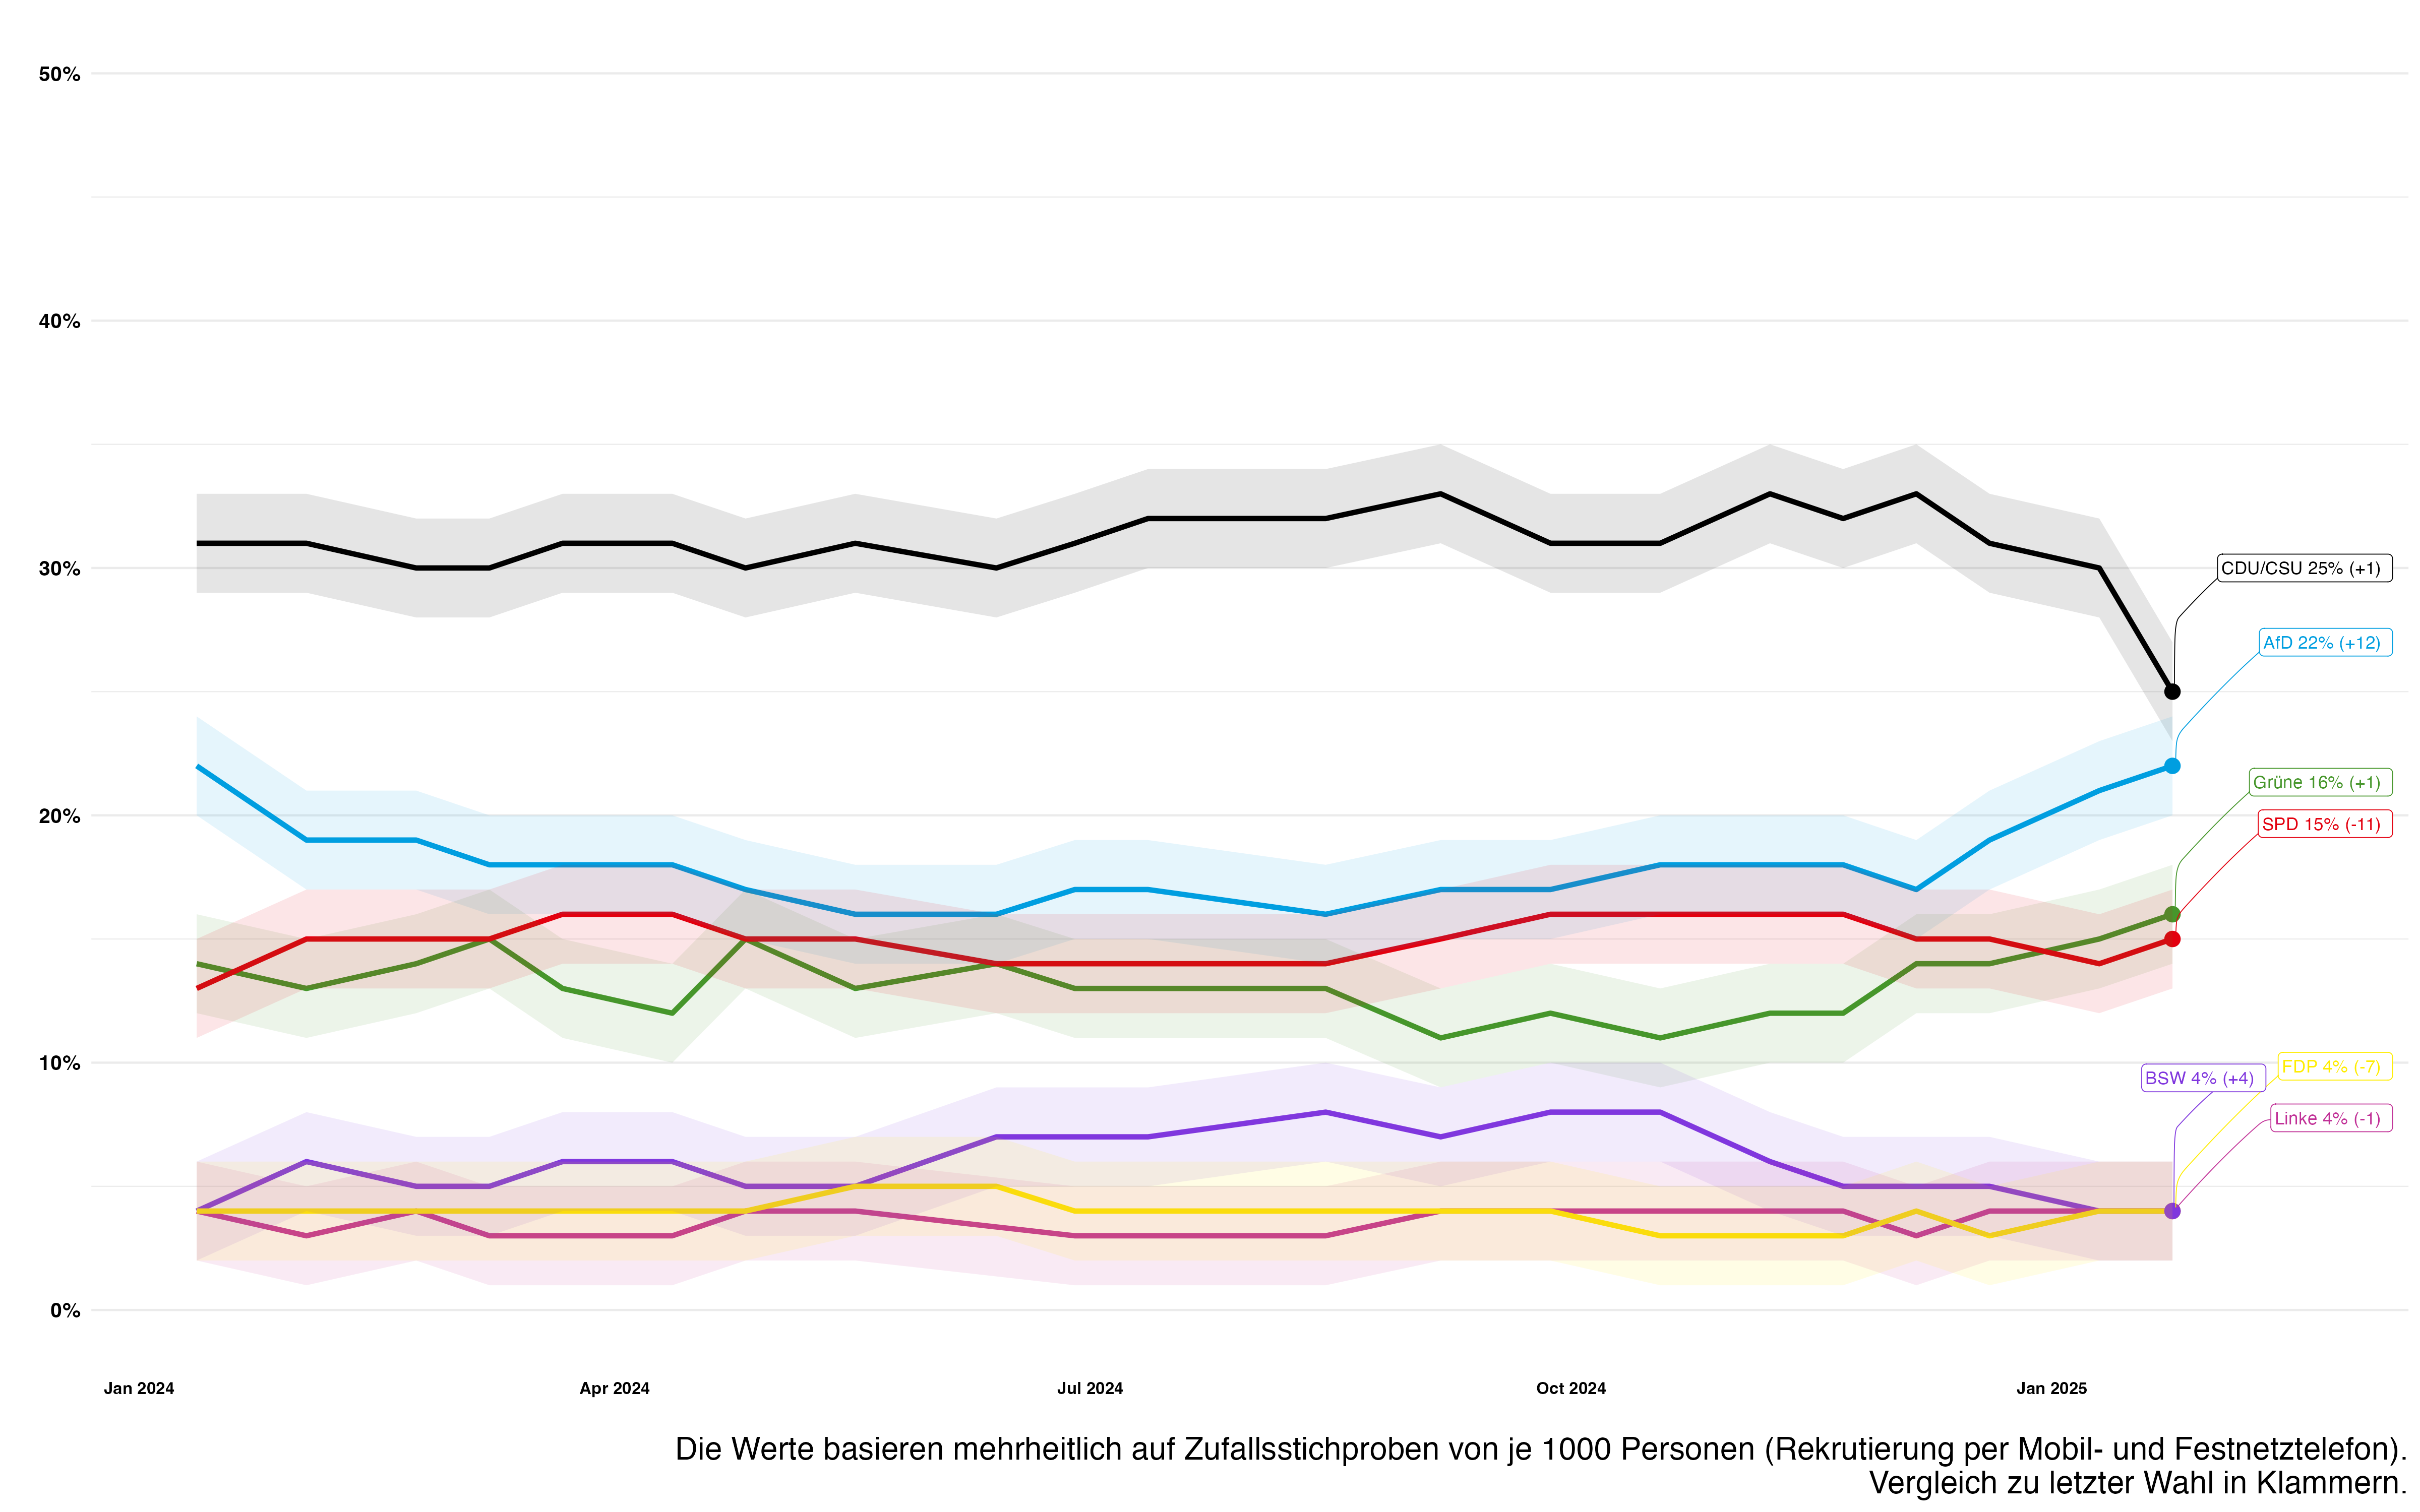 50%
40%
30%
20%
10%
0%
CDU/CSU 25% (+1)
AfD 22% (+12)
Grüne 16% (+1)
SPD 15% (-11)
FDP 4% (-7)
BSW 4% (+4)
Linke 4% (-1)
Jan 2024
Apr 2024
Jul 2024
Oct 2024
Jan 2025
Die Werte basieren mehrheitlich auf Zufallsstichproben von je 1000 Personen (Rekrutierung per Mobil- und Festnetztelefon).
Vergleich zu letzter Wahl in Klammern.